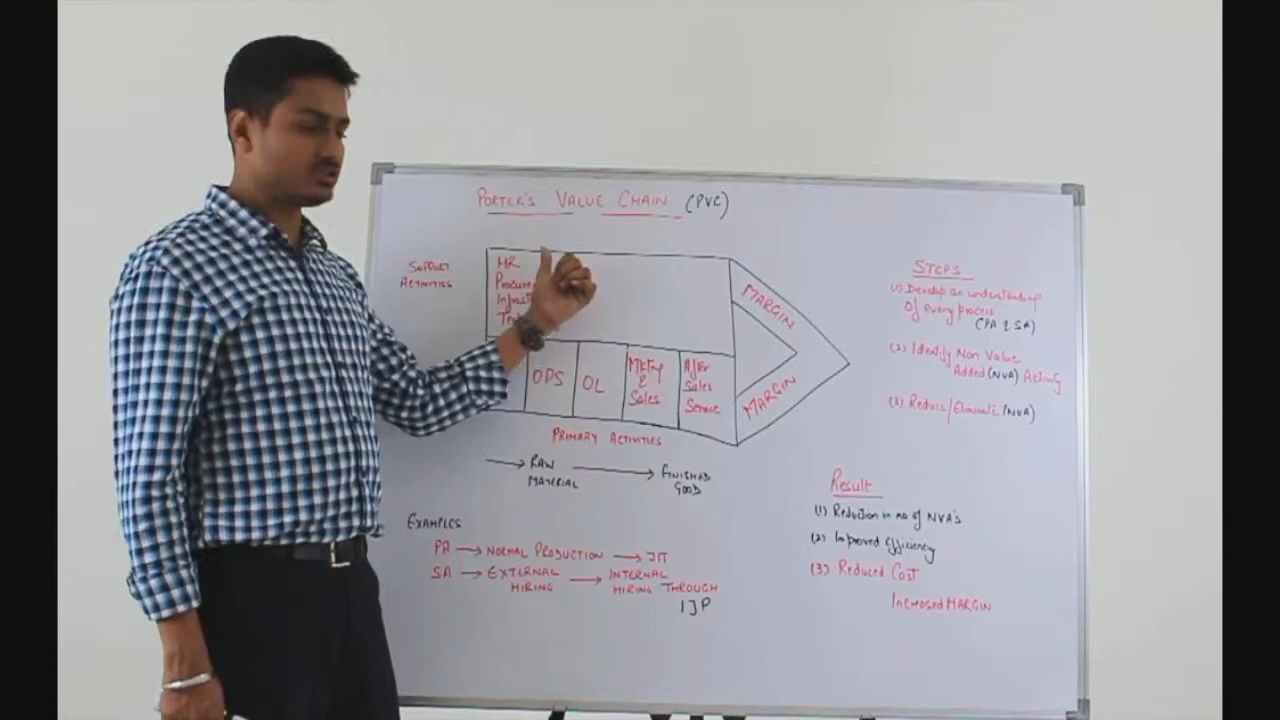 PORTER'S VALUE CHAIN (PVC)
SUPPORT
ACTIVITIES
HR
MARGIN
MARGIN
OPS
OL
Mktng
&
Sales
After
Sales
Service
PRIMARY ACTIVITIES
RAW
MATERIAL
FINISHED
GOOD
EXAMPLES
PA → NORMAL PRODUCTION → JIT
SA → EXTERNAL
HIRING → INTERNAL
HIRING THROUGH
IJP
STEPS
(1) Develop an understanding
of every process
(PA & SA)
(2) Identify Non Value
Added (NVA)
(3) Reduce/Eliminate (NVA)
Result
(1) Reduction in no of NVA's
(2) Improved Efficiency
(3) Reduced Cost
Increased MARGIN